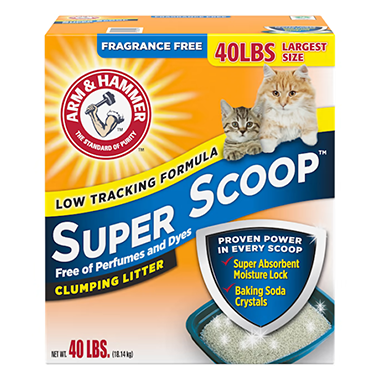 FRAGRANCE FREE
40LBS LARGEST SIZE
ARM & HAMMER
THE STANDARD OF PURITY
™
LOW TRACKING FORMULA
SUPER SCOOP™
Free of Perfumes and Dyes
CLUMPING LITTER
PROVEN POWER
IN EVERY SCOOP
Super Absorbent
Moisture Lock
Baking Soda
Crystals
NET WT. 40 LBS. (18.14kg)